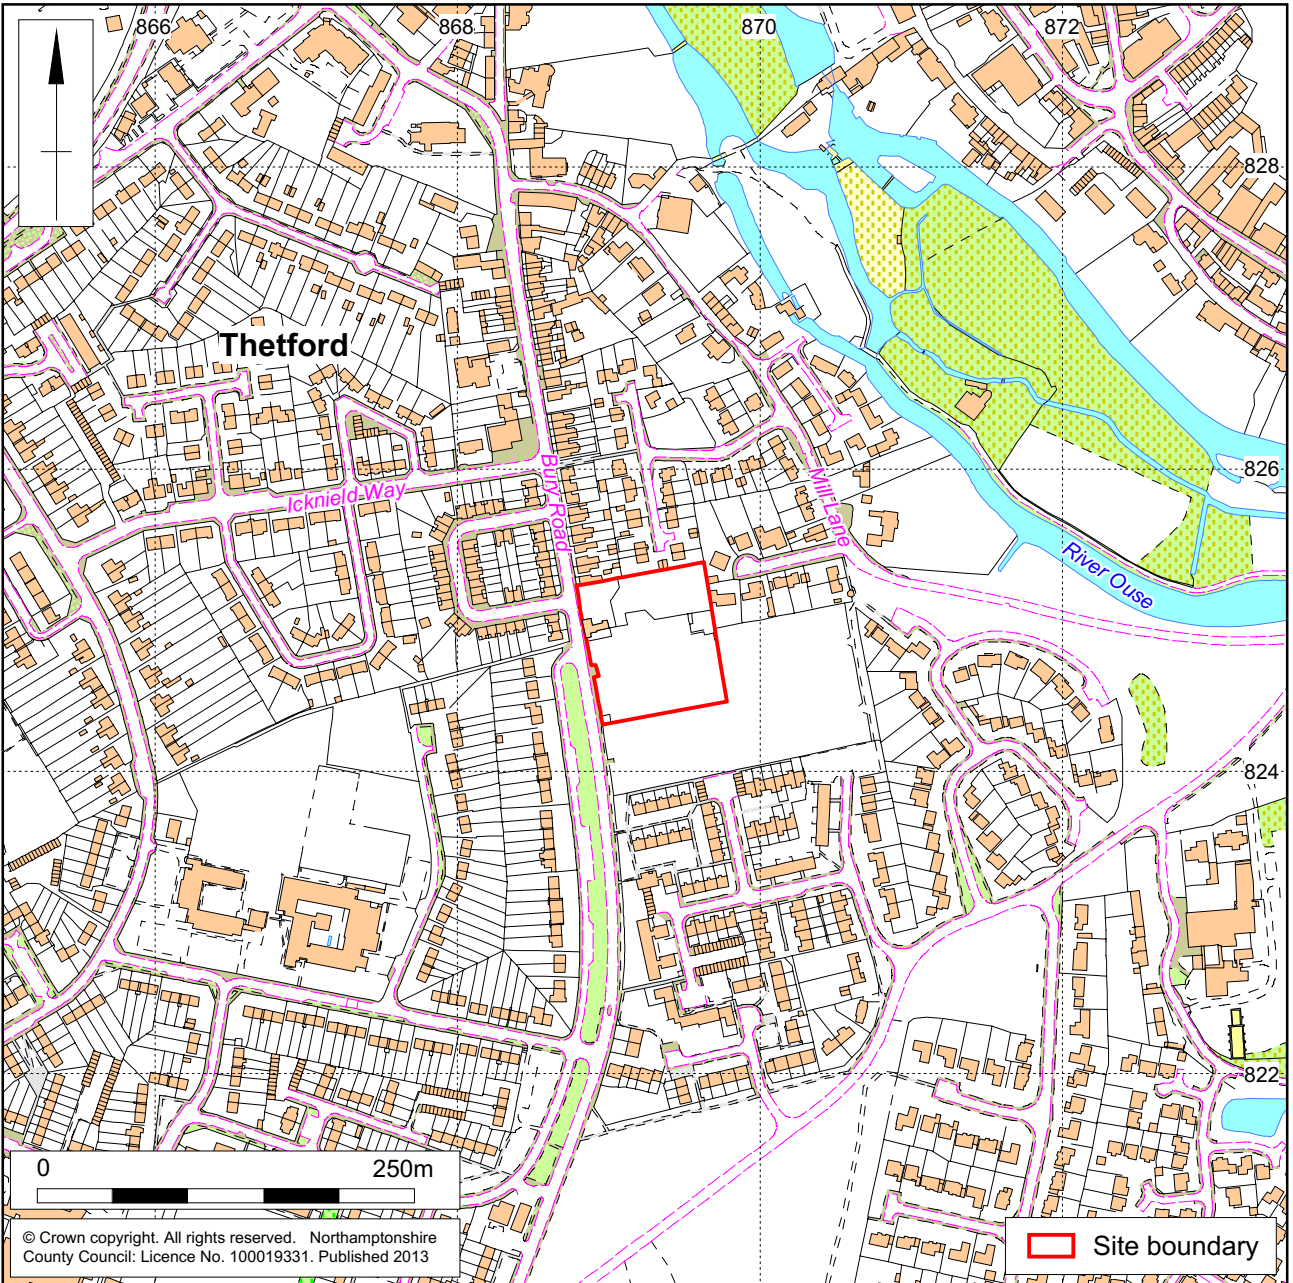 866
868
870
872
828
Thetford
826
Icknield Way
Bury Road
Mill Lane
River Ouse
824
822
0 250m
© Crown copyright. All rights reserved. Northamptonshire
County Council: Licence No. 100019331. Published 2013
Site boundary